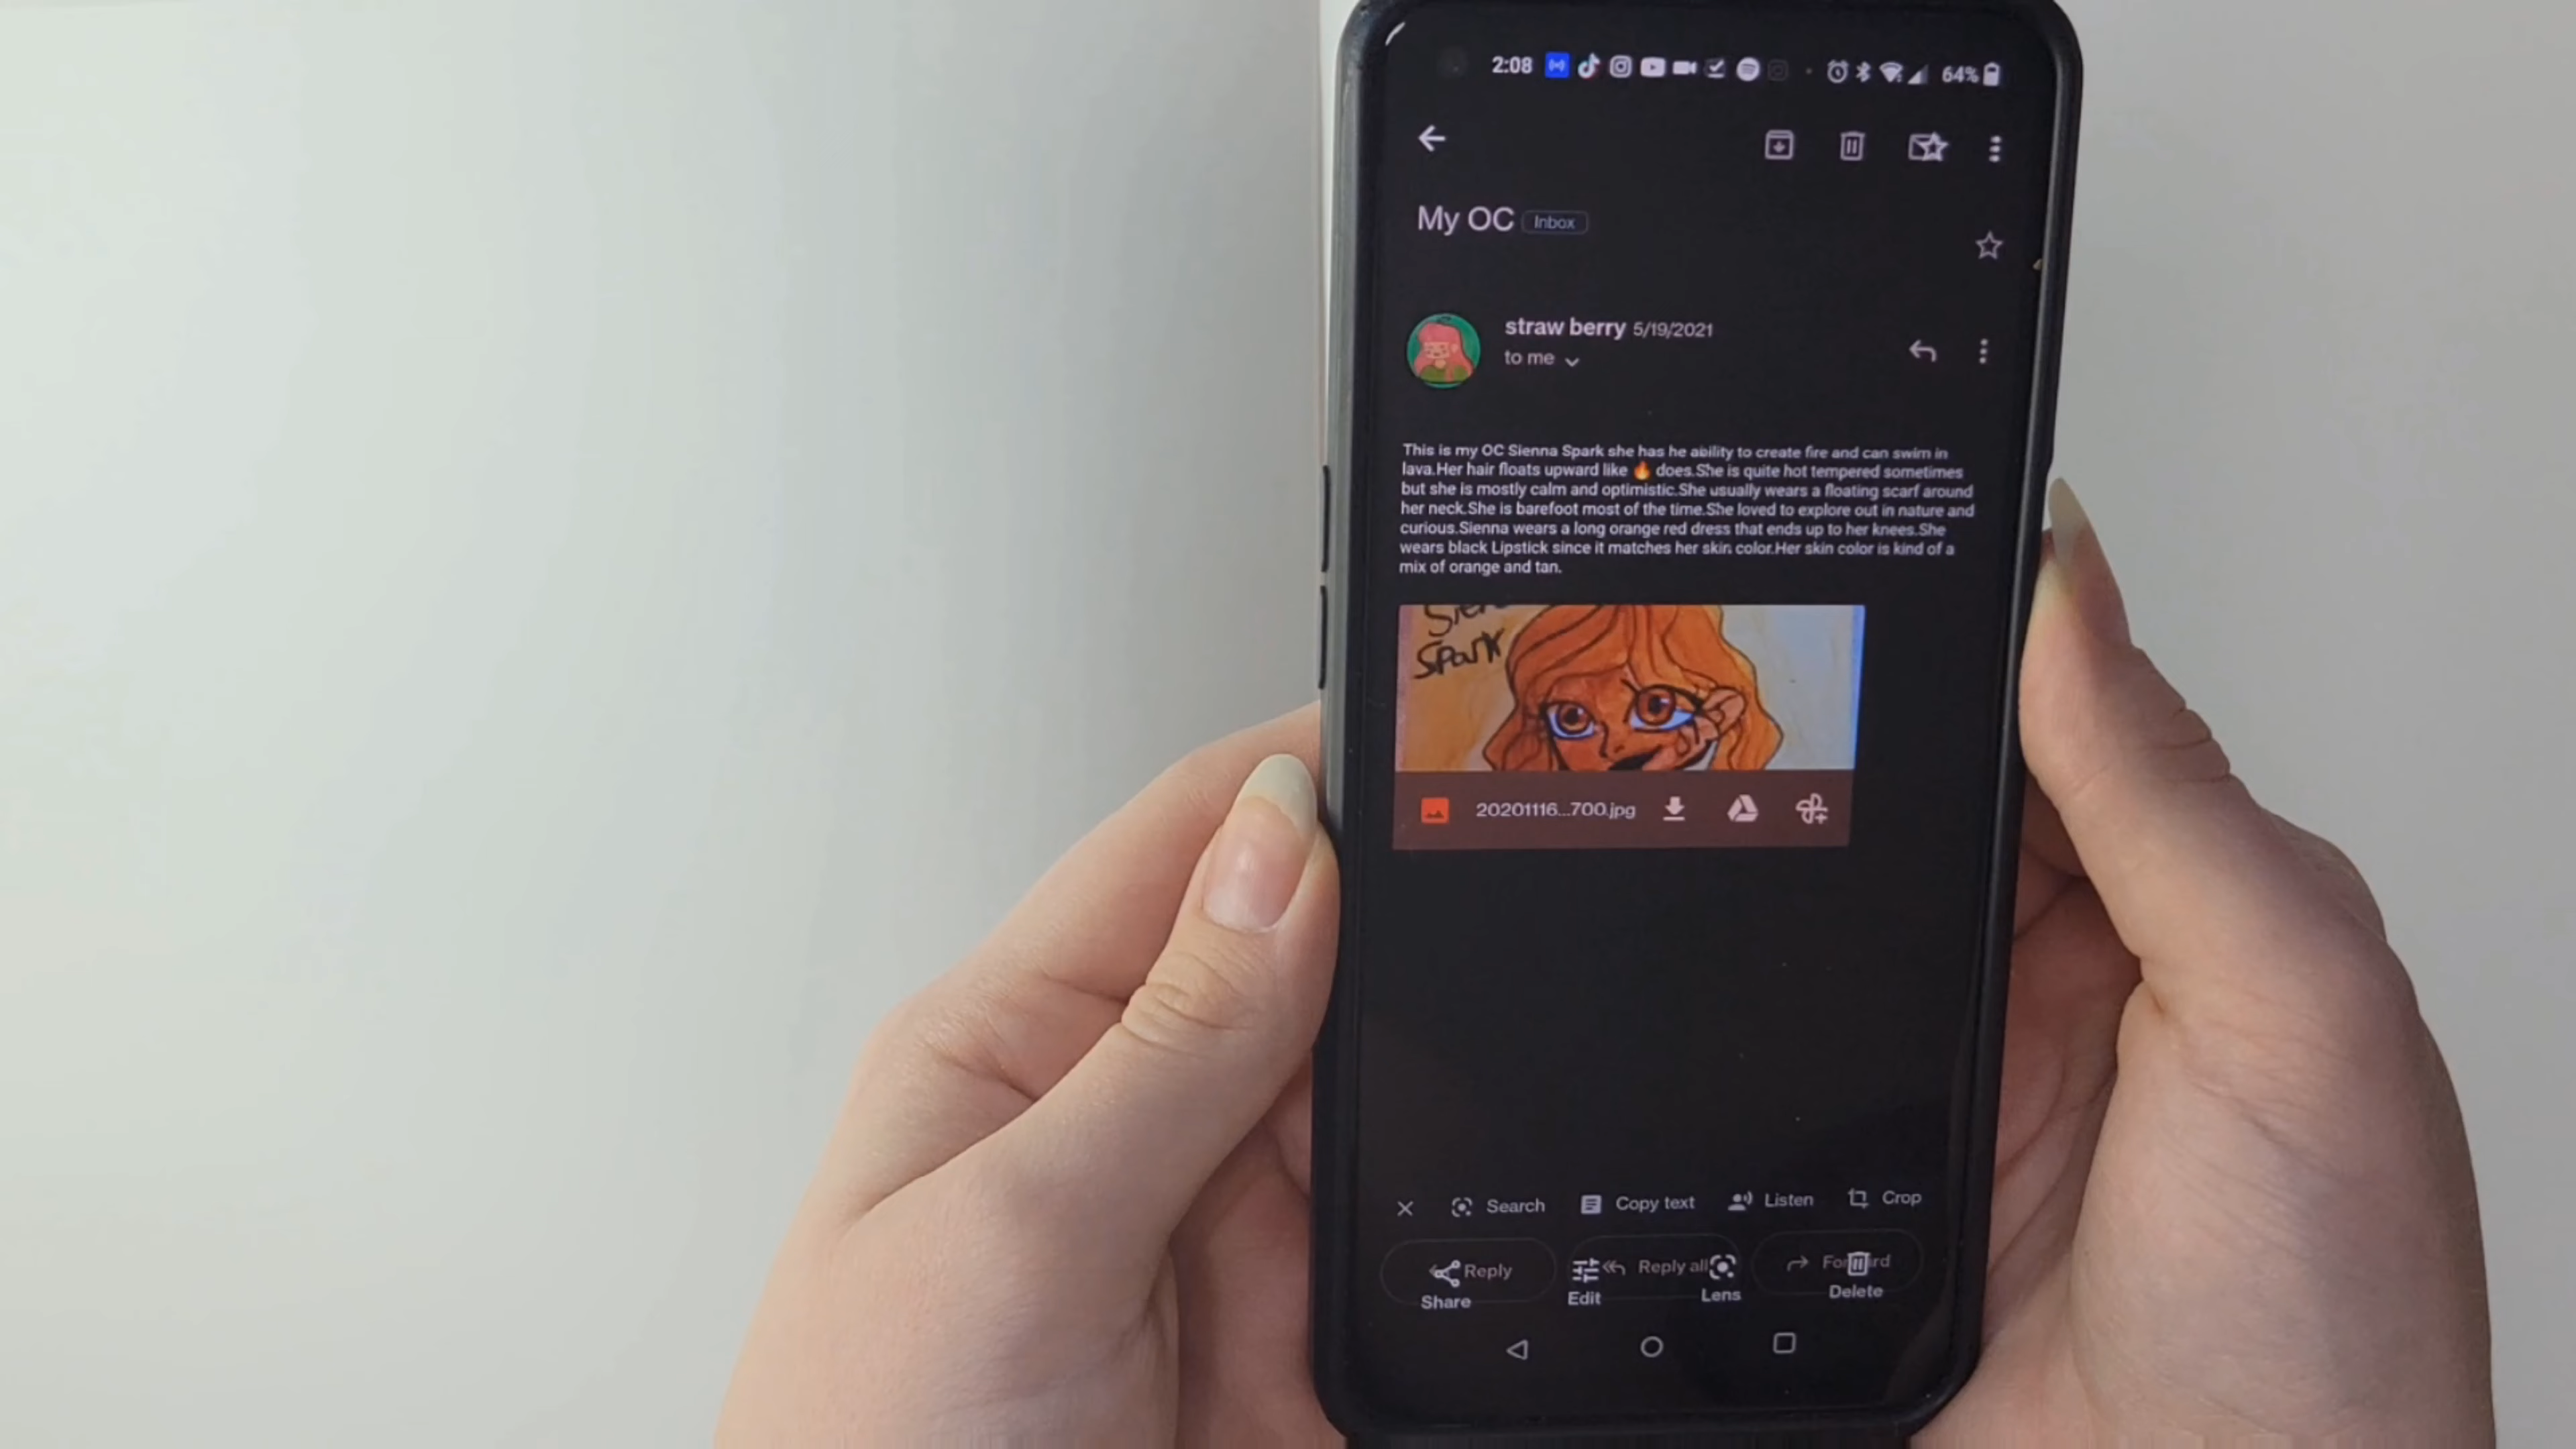 2:08 64%
My OC Inbox
straw berry 5/19/2021
to me
This is my OC Sienna Spark she has he ability to create fire and can swim in
lava.Her hair floats upward like 🔥 does.She is quite hot tempered sometimes
but she is mostly calm and optimistic.She usually wears a floating scarf around
her neck.She is barefoot most of the time.She loved to explore out in nature and
curious.Sienna wears a long orange red dress that ends up to her knees.She
wears black Lipstick since it matches her skin color.Her skin color is kind of a
mix of orange and tan.
Spark
20201116...700.jpg
Search Copy text Listen Crop
Reply Reply all
Share Edit Lens Delete